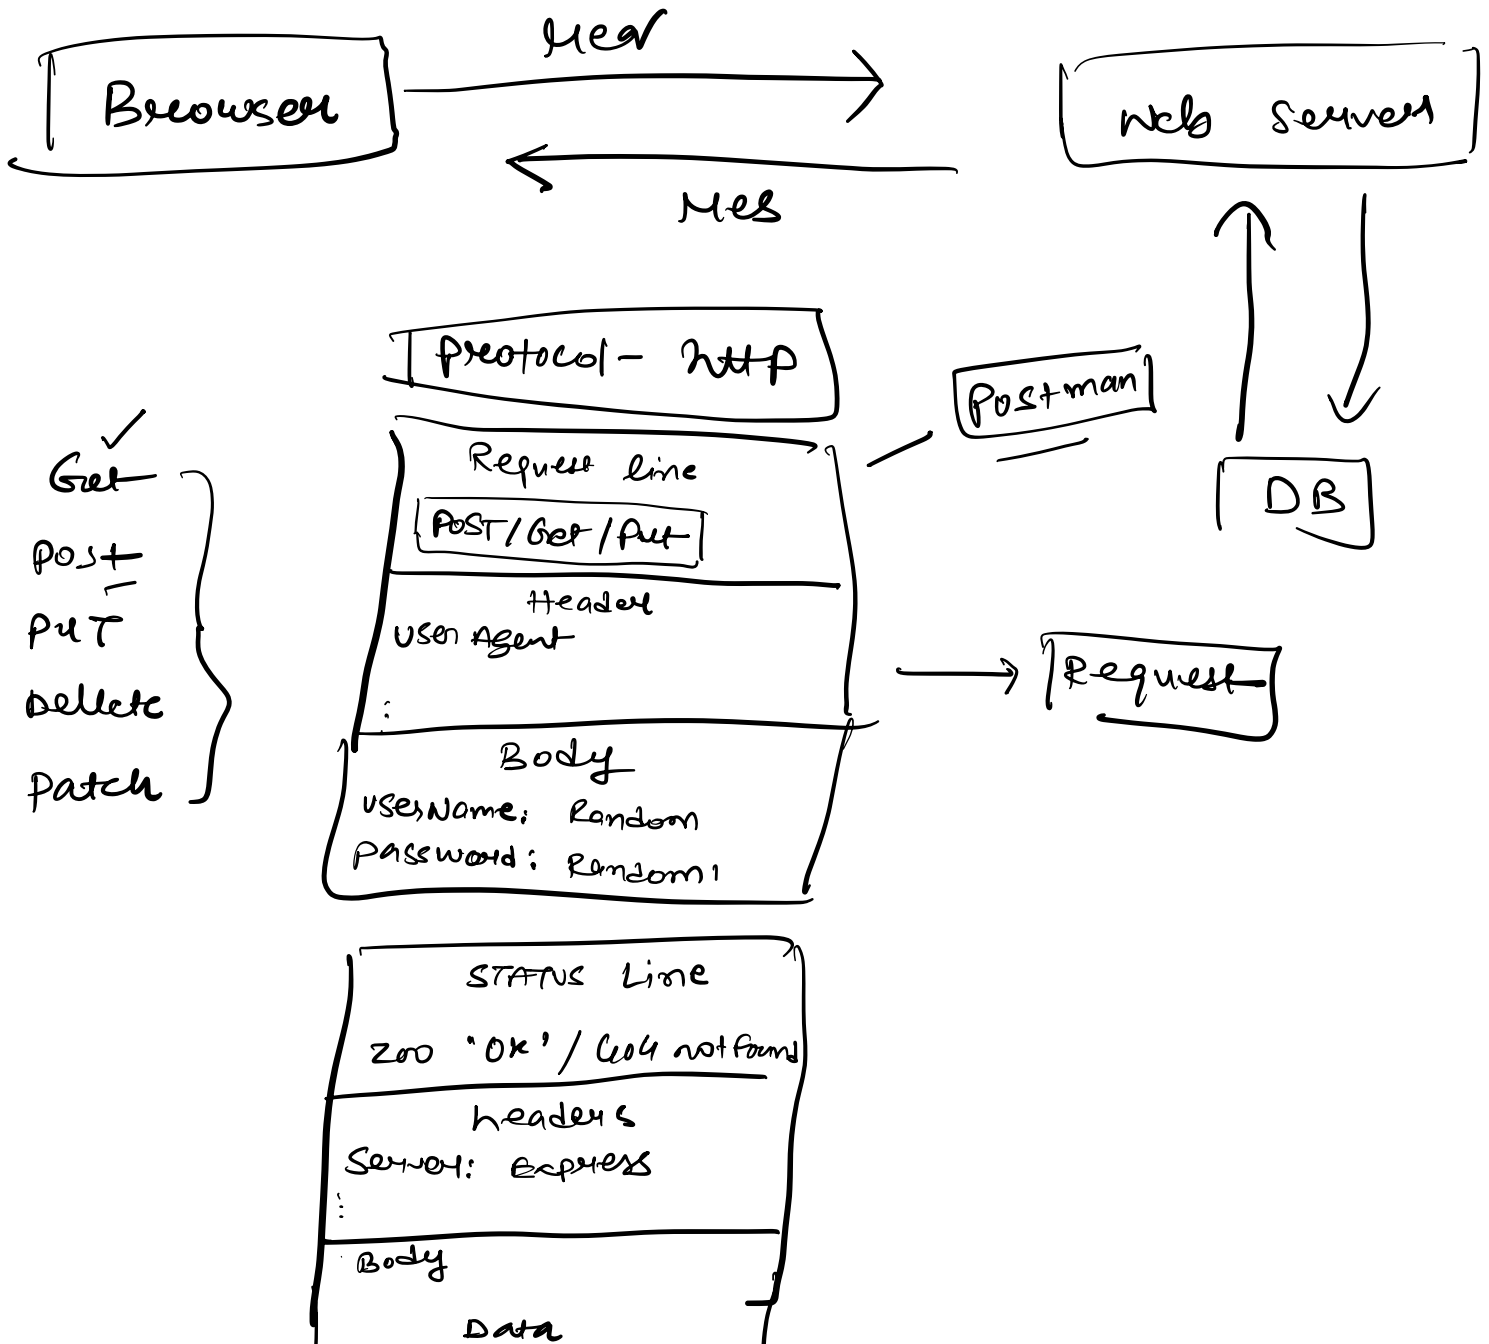 req
Browser
Web Server
res
Protocol - http
Postman
Get
Request line
POST/Get/Put
DB
Post
PUT
Header
User Agent
:
Request
Dellete
Patch
Body
UserName: Random
Password: Random1
STATUS Line
200 "OK" / 404 not found
headers
Server: Express
⋮
Body
Data